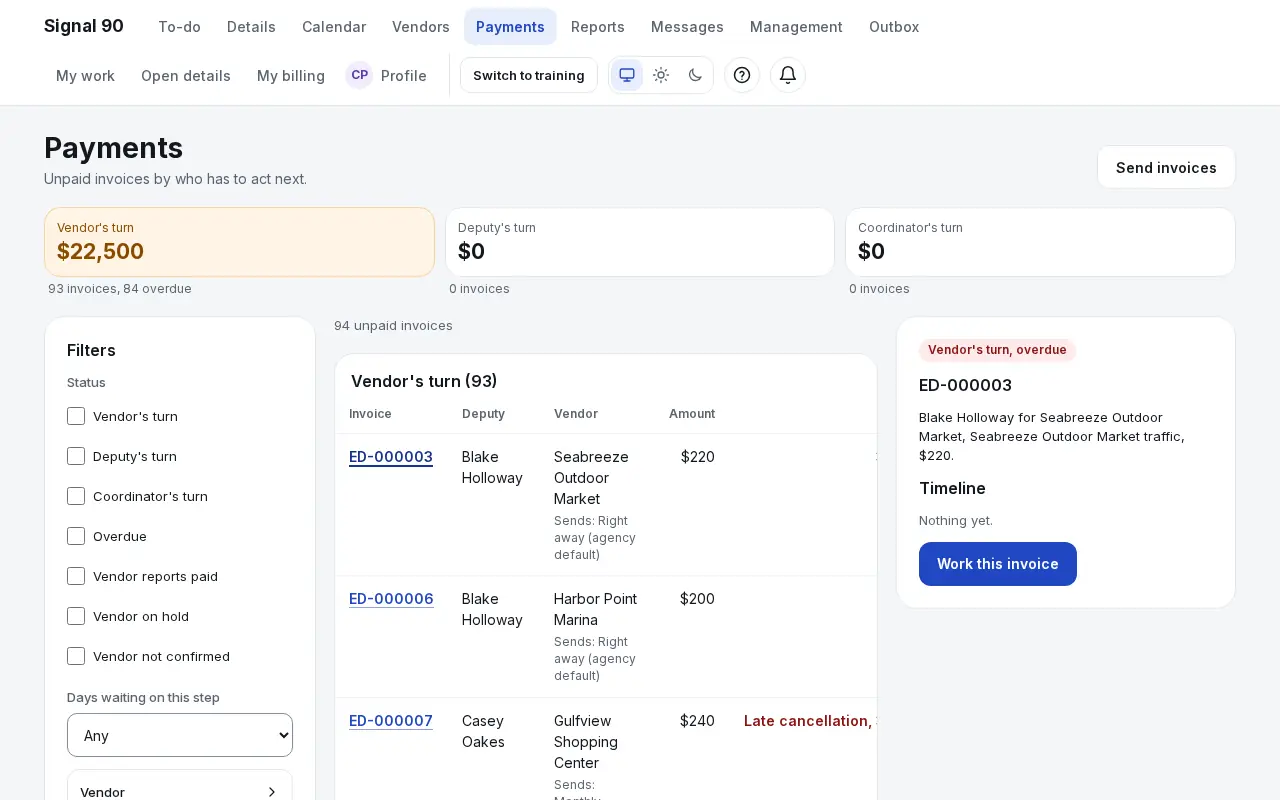 Signal 90
To-do
Details
Calendar
Vendors
Payments
Reports
Messages
Management
Outbox
My work
Open details
My billing
CP
Profile
Switch to training
Payments
Unpaid invoices by who has to act next.
Send invoices
Vendor's turn
$22,500
93 invoices, 84 overdue
Deputy's turn
$0
0 invoices
Coordinator's turn
$0
0 invoices
Filters
Status
Vendor's turn
Deputy's turn
Coordinator's turn
Overdue
Vendor reports paid
Vendor on hold
Vendor not confirmed
Days waiting on this step
Any
Vendor
94 unpaid invoices
Vendor's turn (93)
Invoice Deputy Vendor Amount
ED-000003
Blake
Holloway
Seabreeze
Outdoor
Market
Sends: Right
away (agency
default)
$220
ED-000006
Blake
Holloway
Harbor Point
Marina
Sends: Right
away (agency
default)
$200
ED-000007
Casey
Oakes
Gulfview
Shopping
Center
Sends:
Monthly
$240
Late cancellation,
Vendor's turn, overdue
ED-000003
Blake Holloway for Seabreeze Outdoor
Market, Seabreeze Outdoor Market traffic,
$220.
Timeline
Nothing yet.
Work this invoice